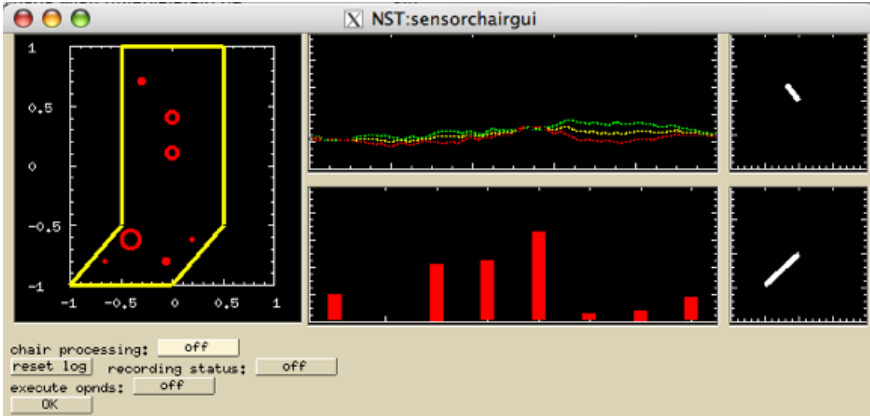 NST:sensorchairgui
1
0.5
0
-0.5
-1
-1 -0.5 0 0.5 1
chair processing: off
reset log recording status: off
execute opnds: off
OK